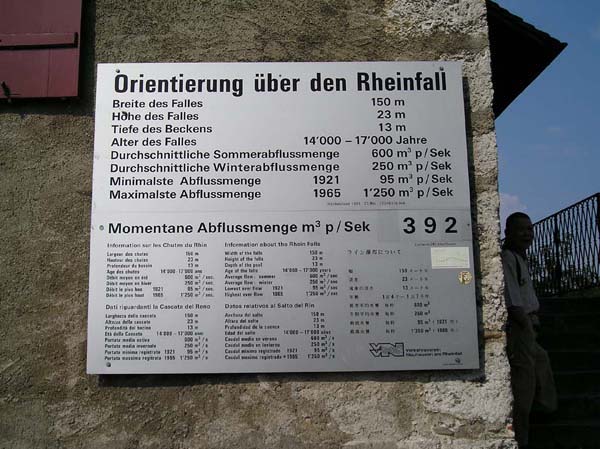 Orientierung über den Rheinfall
Breite des Falles 150 m
Höhe des Falles 23 m
Tiefe des Beckens 13 m
Alter des Falles 14'000 – 17'000 Jahre
Durchschnittliche Sommerabflussmenge 600 m³ p/Sek
Durchschnittliche Winterabflussmenge 250 m³ p/Sek
Minimalste Abflussmenge 1921 95 m³ p/Sek
Maximalste Abflussmenge 1965 1'250 m³ p/Sek
Momentane Abflussmenge m³ p/Sek 392
Information sur les Chutes du Rhin
Largeur des chutes 150 m
Hauteur des chutes 23 m
Profondeur du bassin 13 m
Age des chutes 14'000–17'000 ans
Débit moyen en été 600 m³/sec
Débit moyen en hiver 250 m³/sec
Débit le plus bas 1921 95 m³/sec
Débit le plus haut 1965 1'250 m³/sec
Information about the Rhein Falls
Width of the falls 150 m
Height of the falls 23 m
Depth of the pool 13 m
Age of the falls 14'000–17'000 years
Average flow - summer 600 m³/sec
Average flow - winter 250 m³/sec
Lowest over flow 1921 95 m³/sec
Highest over flow 1965 1'250 m³/sec
ライン瀑布について
Dati riguardanti la Cascata del Reno
Larghezza della cascata 150 m
Altezza della cascata 23 m
Profondità del bacino 13 m
Età della Cascata 14'000–17'000
Portata media estiva 600 m³/s
Portata media invernale 250 m³/s
Portata minima registrata 1921 95 m³/s
Portata massima registrata 1965 1'250 m³/s
Datos relativos al Salto del Rin
Anchura del salto 150 m
Altura del salto 23 m
Profundidad de la cuenca 13 m
Edad del salto 14'000–17'000 años
Caudal medio en verano 600 m³/s
Caudal medio en invierno 250 m³/s
Caudal mínimo registrado 1921 95 m³/s
Caudal máximo registrado 1965 1'250 m³/s
VVN Verkehrsverein
Neuhausen am Rheinfall